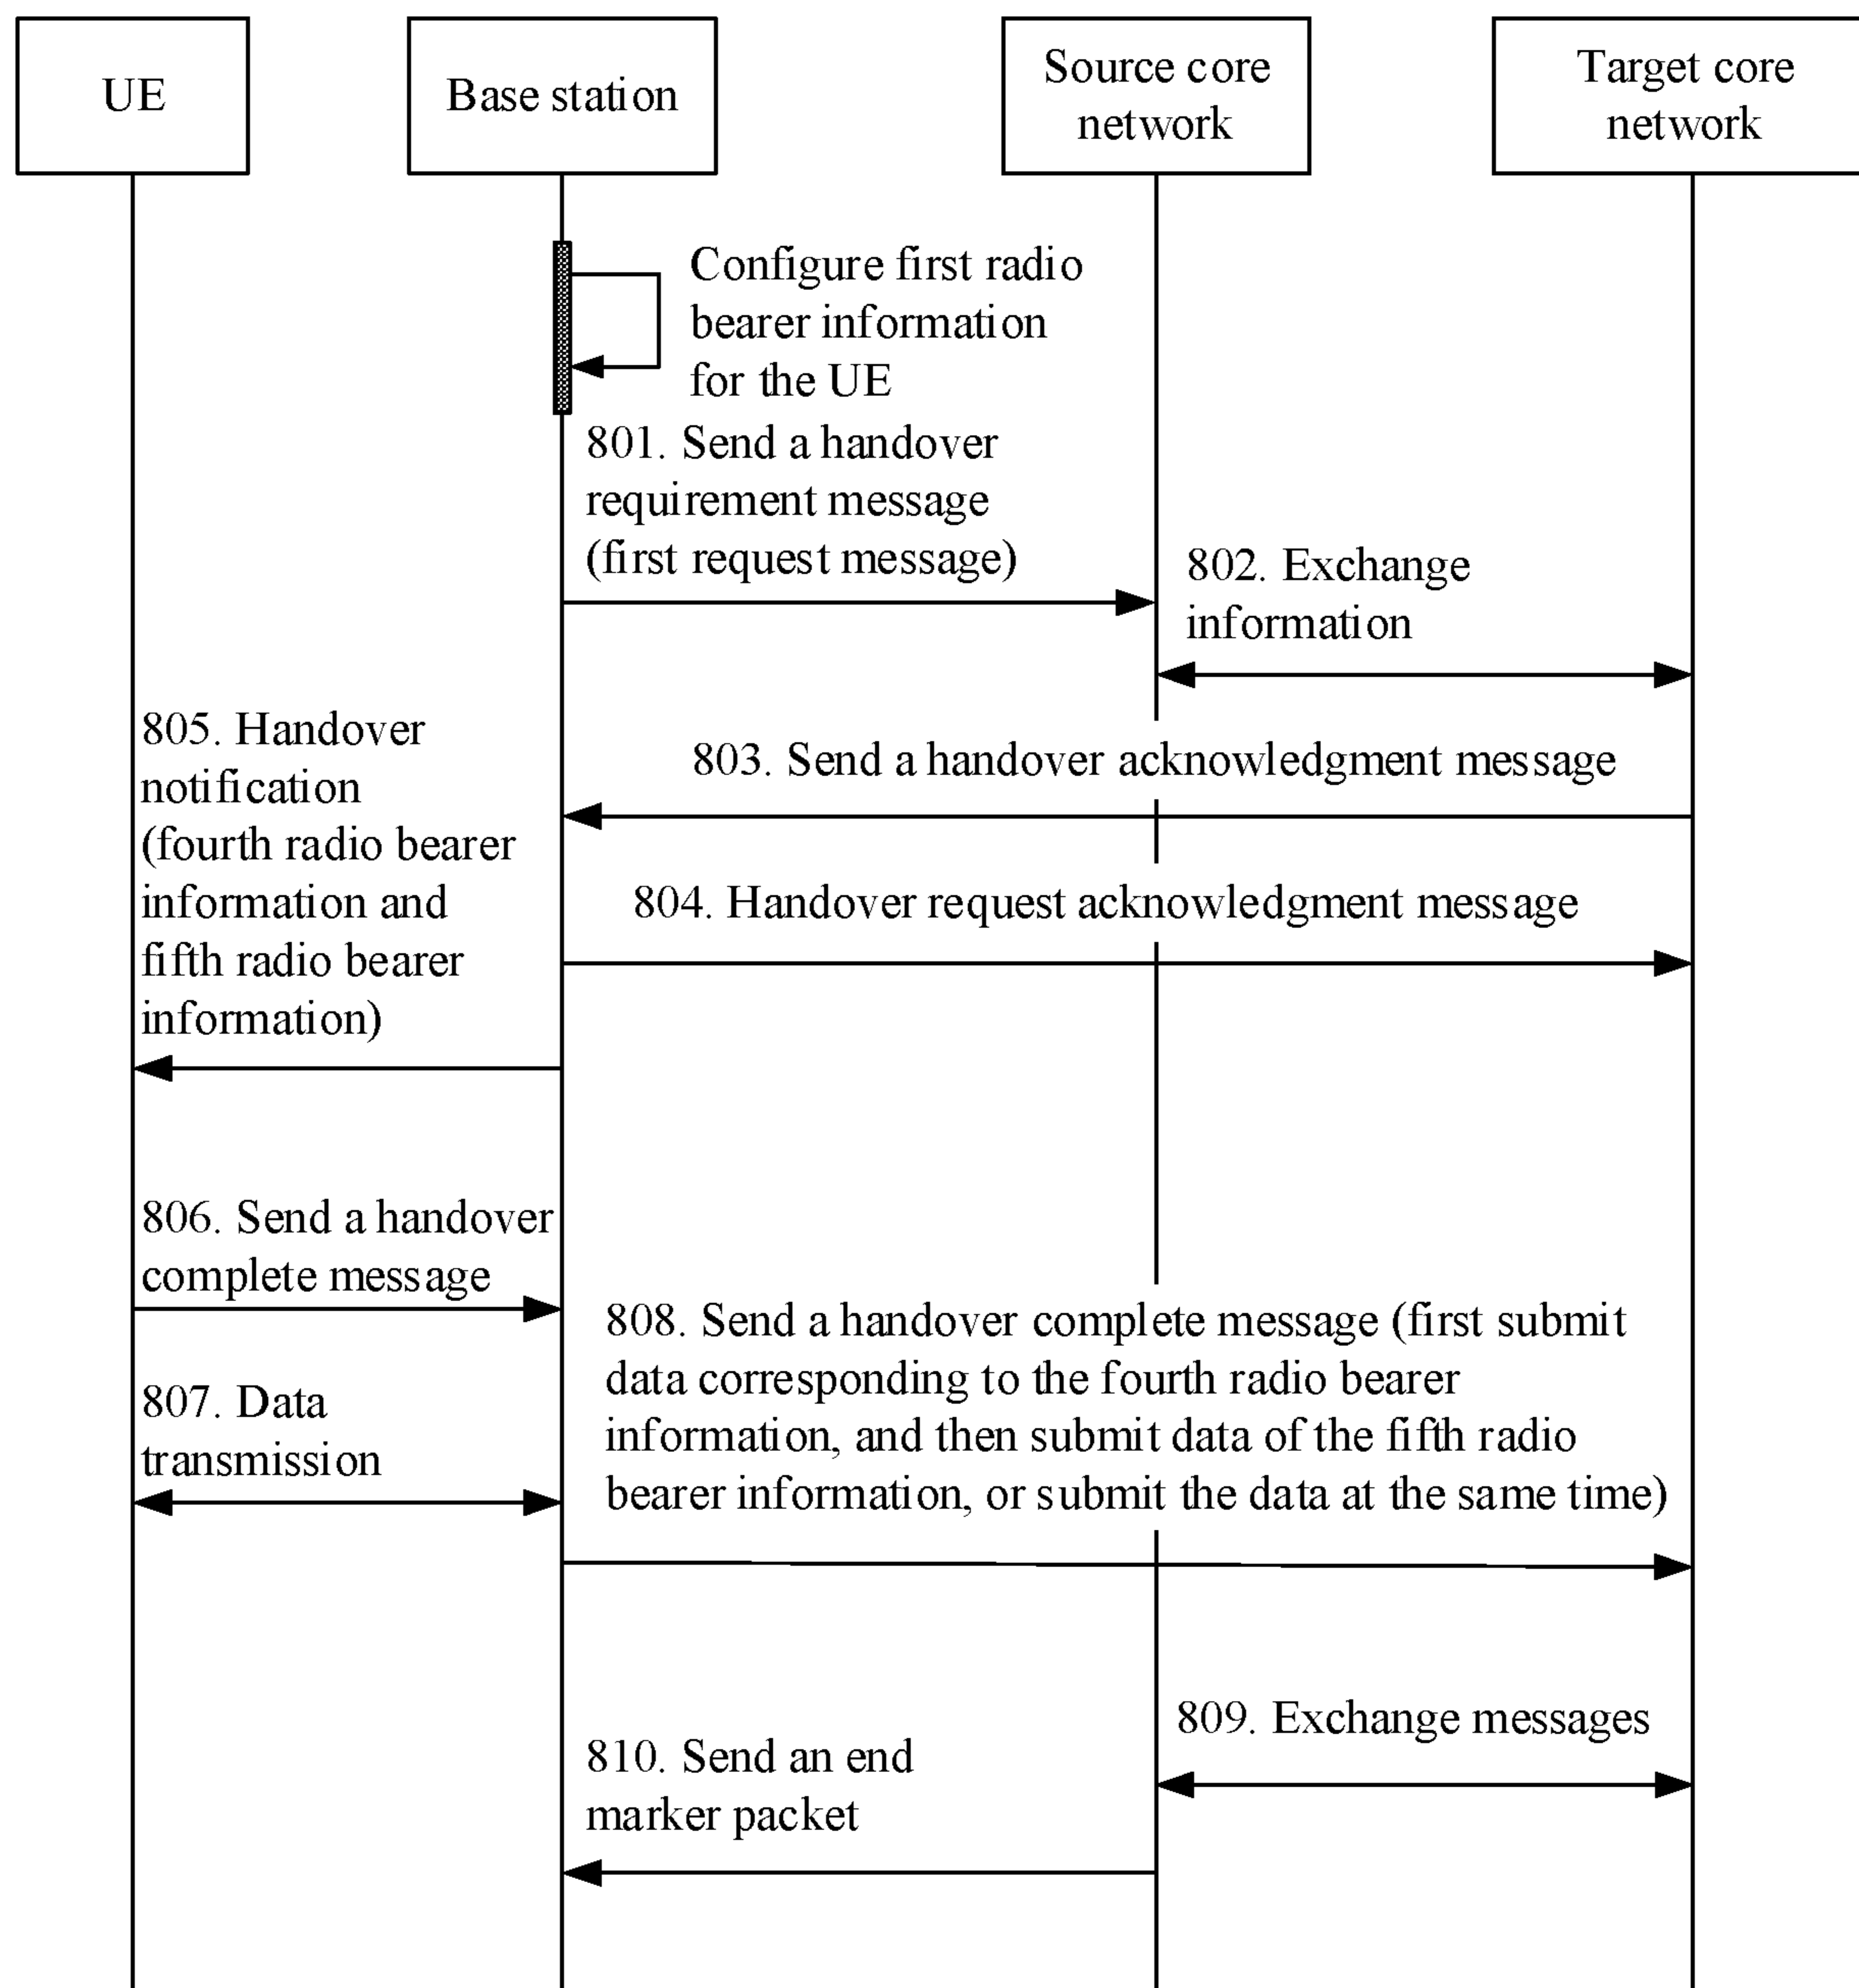 UE
Base station
Source core
network
Target core
network
Configure first radio
bearer information
for the UE
801. Send a handover
requirement message
(first request message)
802. Exchange
information
803. Send a handover acknowledgment message
804. Handover request acknowledgment message
805. Handover
notification
(fourth radio bearer
information and
fifth radio bearer
information)
806. Send a handover
complete message
807. Data
transmission
808. Send a handover complete message (first submit
data corresponding to the fourth radio bearer
information, and then submit data of the fifth radio
bearer information, or submit the data at the same time)
809. Exchange messages
810. Send an end
marker packet